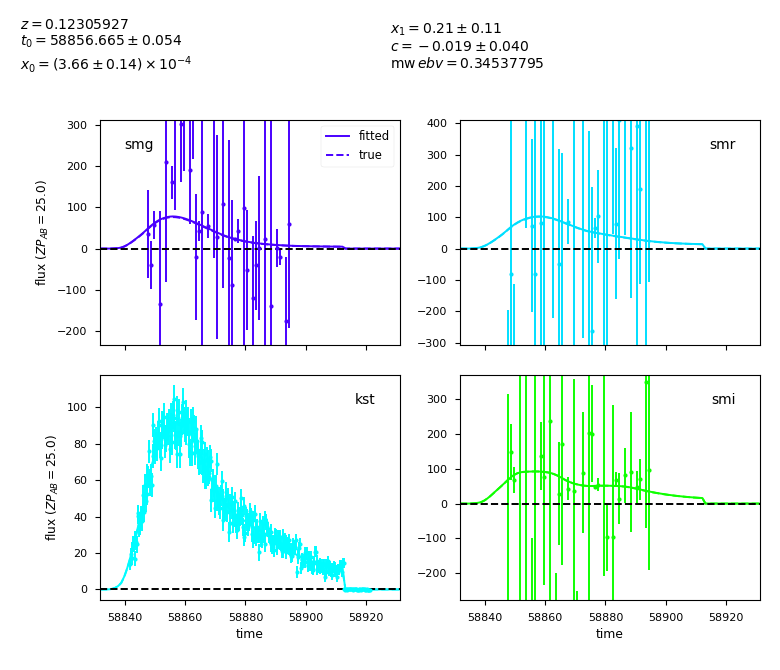 z = 0.12305927
t₀ = 58856.665 ± 0.054
x₀ = (3.66 ± 0.14) × 10⁻⁴
x₁ = 0.21 ± 0.11
c = −0.019 ± 0.040
mw ebv = 0.34537795
smg
fitted
true
300
200
100
0
−100
−200
flux (ZP_AB = 25.0)
smr
400
300
200
100
0
−100
−200
−300
kst
100
80
60
40
20
0
flux (ZP_AB = 25.0)
58840 58860 58880 58900 58920
time
smi
300
200
100
0
−100
−200
58840 58860 58880 58900 58920
time